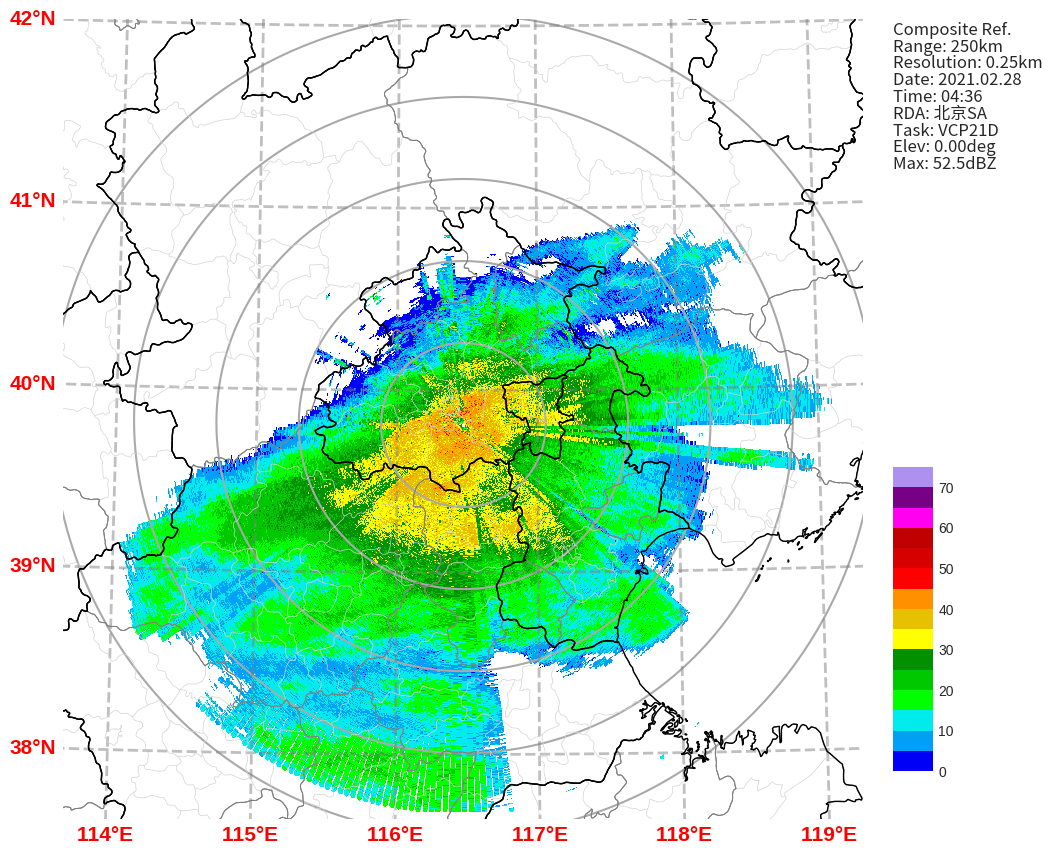 42°N
41°N
40°N
39°N
38°N
114°E 115°E 116°E 117°E 118°E 119°E
Composite Ref.
Range: 250km
Resolution: 0.25km
Date: 2021.02.28
Time: 04:36
RDA: 北京SA
Task: VCP21D
Elev: 0.00deg
Max: 52.5dBZ
70
60
50
40
30
20
10
0